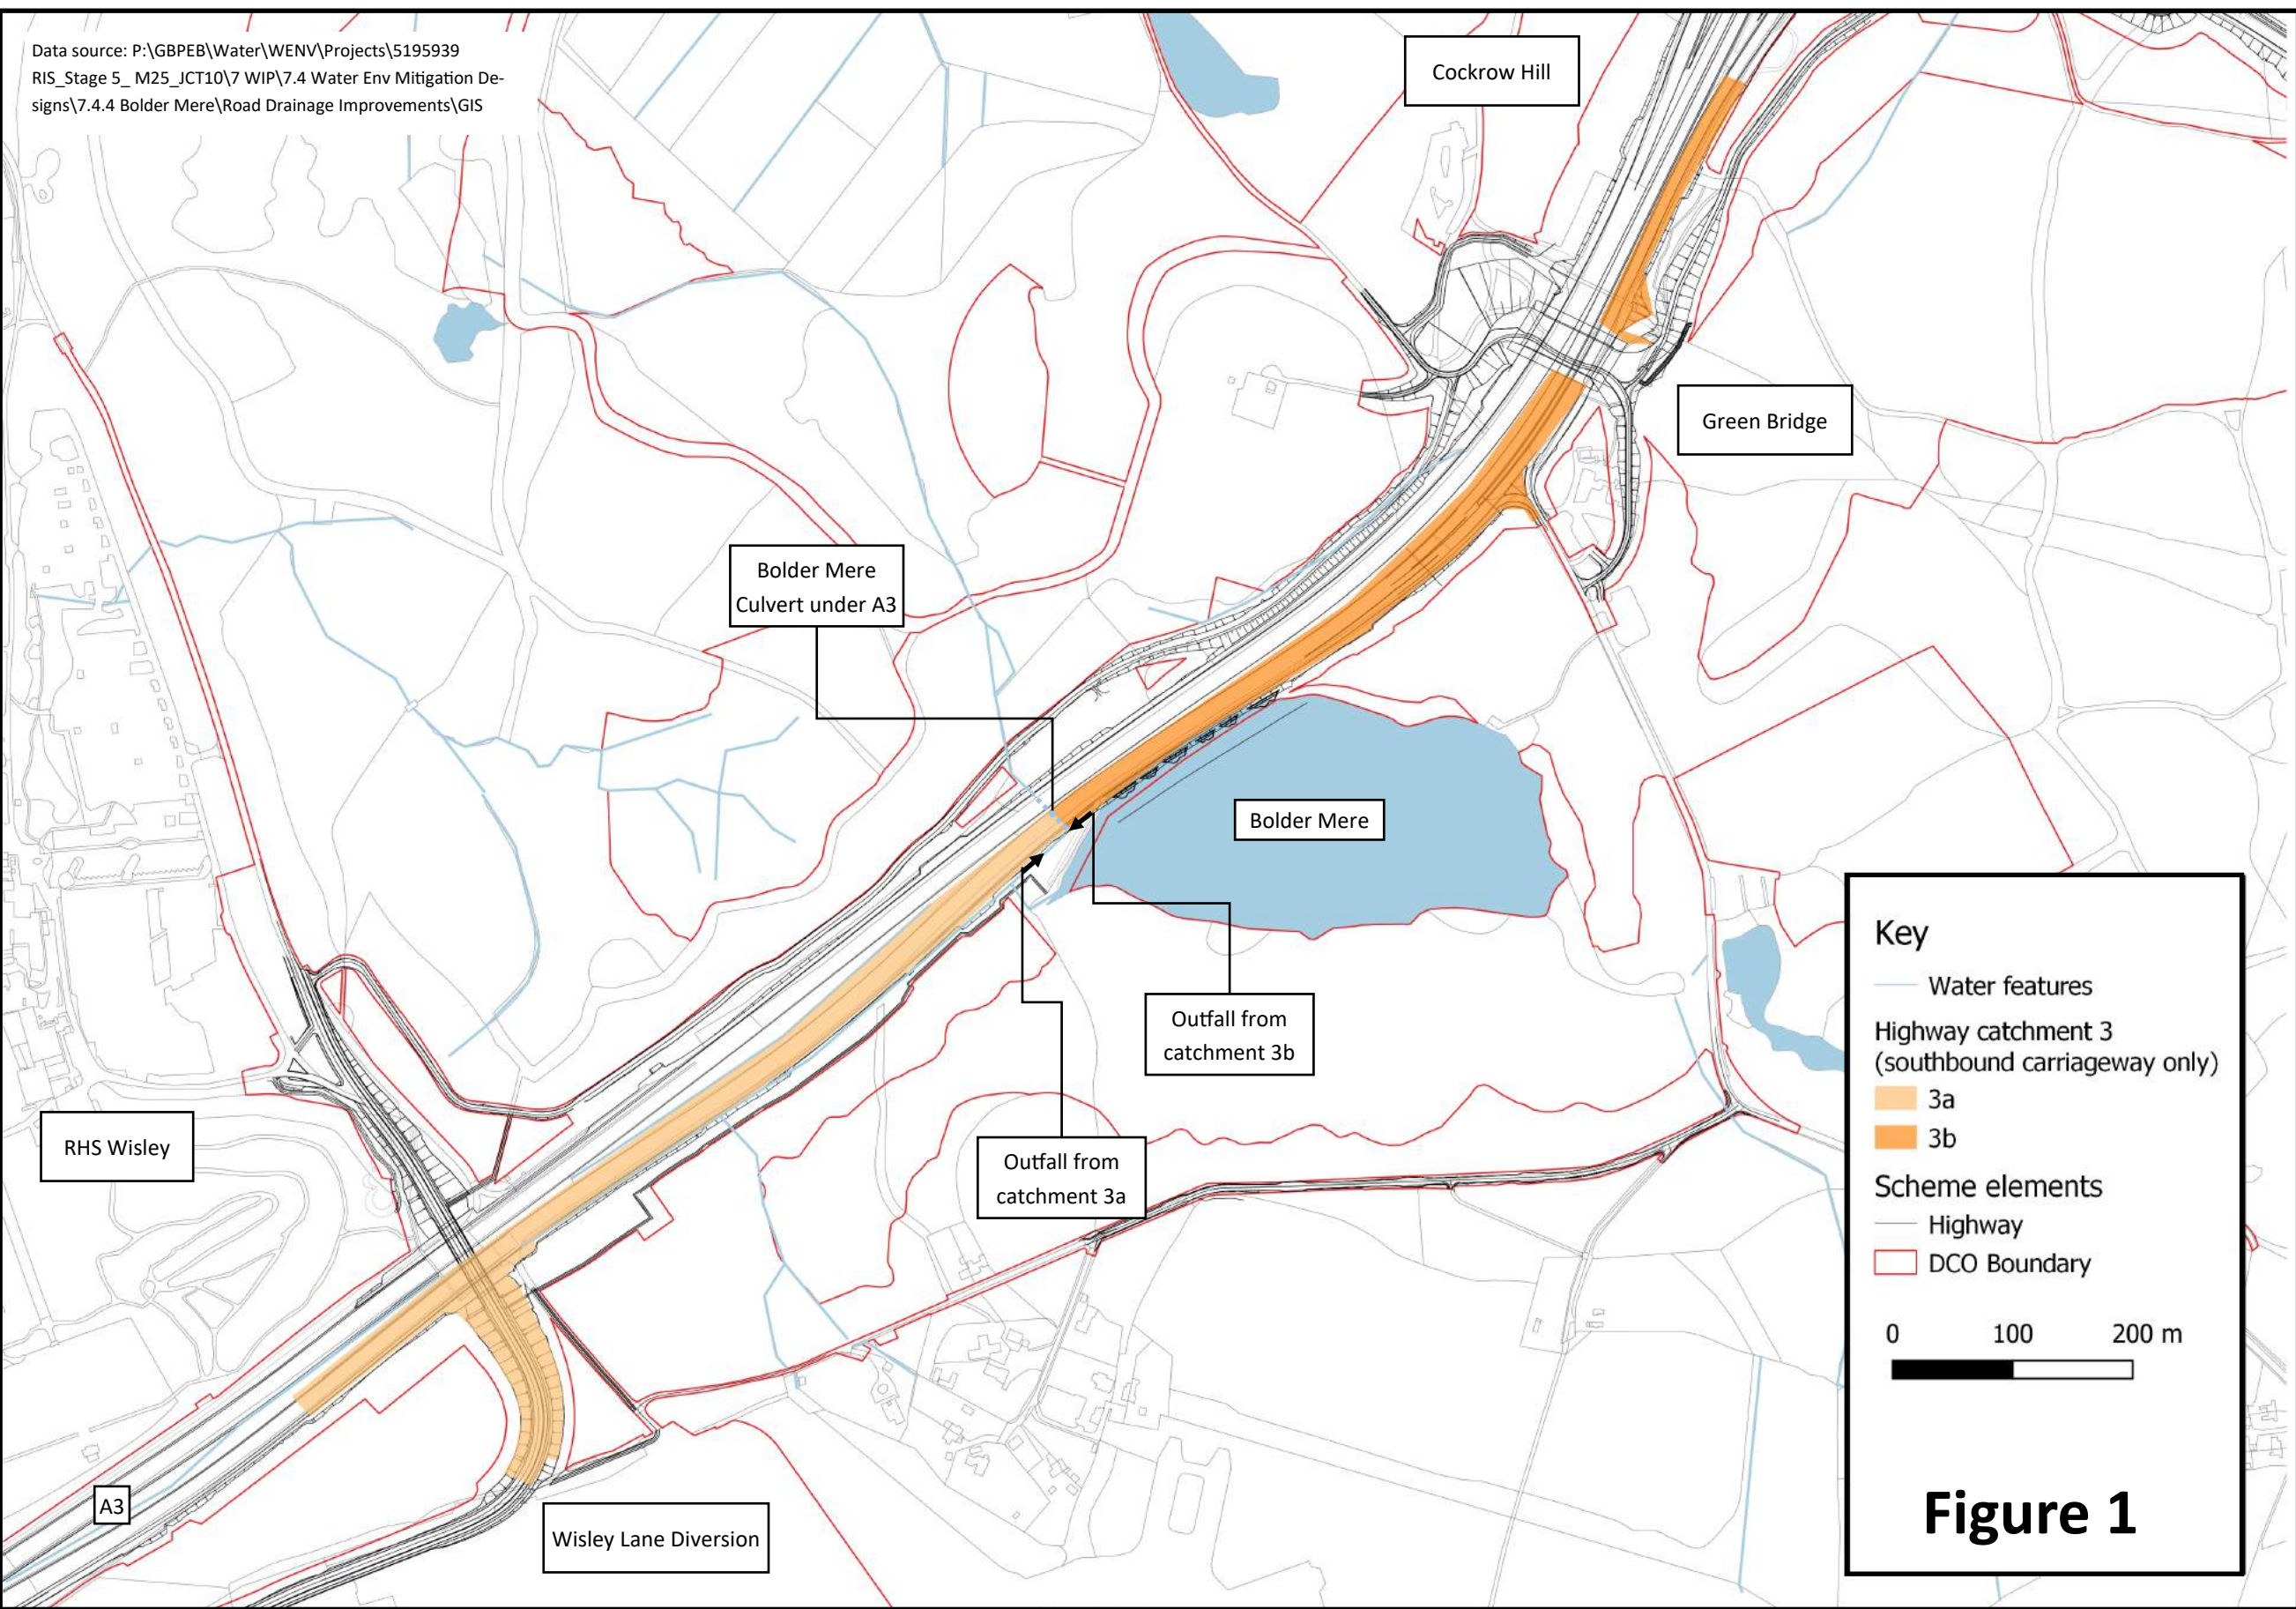 Data source: P:\GBPEB\Water\WENV\Projects\5195939
RIS_Stage 5_ M25_JCT10\7 WIP\7.4 Water Env Mitigation De-
signs\7.4.4 Bolder Mere\Road Drainage Improvements\GIS
Cockrow Hill
Green Bridge
Bolder Mere
Culvert under A3
Bolder Mere
Outfall from
catchment 3b
Outfall from
catchment 3a
RHS Wisley
A3
Wisley Lane Diversion
Key
Water features
Highway catchment 3
(southbound carriageway only)
3a
3b
Scheme elements
Highway
DCO Boundary
0 100 200 m
Figure 1